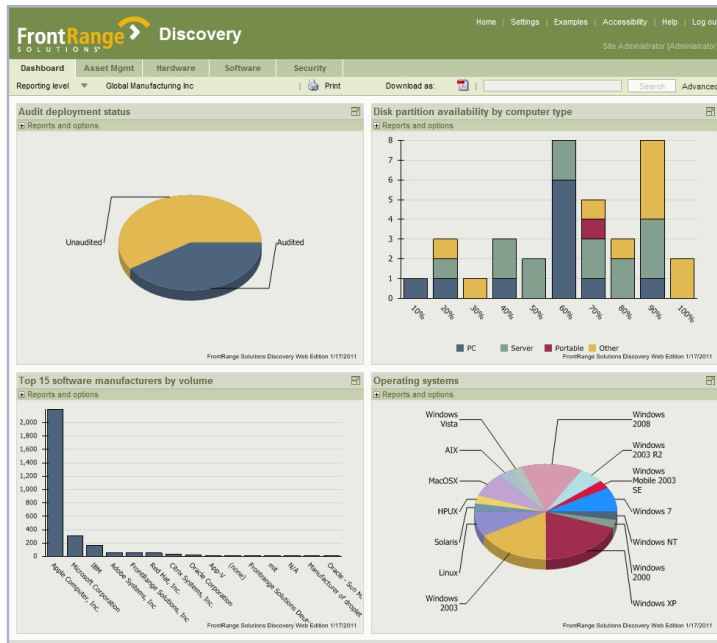 FrontRange Discovery
SOLUTIONS
Home | Settings | Examples | Accessibility | Help | Log out
Site Administrator [Administrator]
Dashboard Asset Mgmt Hardware Software Security
Reporting level Global Manufacturing Inc | Print Download as: | Search Advanced
Audit deployment status
Reports and options
Unaudited
Audited
FrontRange Solutions Discovery Web Edition 1/17/2011
Disk partition availability by computer type
Reports and options
8
7
6
5
4
3
2
1
0
10% 20% 30% 40% 50% 60% 70% 80% 90% 100%
PC Server Portable Other
FrontRange Solutions Discovery Web Edition 1/17/2011
Top 15 software manufacturers by volume
Reports and options
2,000
1,800
1,600
1,400
1,200
1,000
800
600
400
200
0
Apple Computer, Inc.
Microsoft Corporation
IBM
Adobe Systems, Inc
FrontRange Solutions, Inc
Red Hat, Inc.
Citrix Systems, Inc.
Oracle Corporation
App-V
(none)
Frontrange Solutions
mit
N/A
Manufacturer of droplet
Oracle - Sun
FrontRange Solutions Discovery Web Edition 1/17/2011
Operating systems
Reports and options
Windows Vista
AIX
MacOSX
HPUX
Solaris
Linux
Windows 2003
Windows 2008
Windows 2003 R2
Windows Mobile 2003 SE
Windows 7
Windows NT
Windows 2000
Windows XP
FrontRange Solutions Discovery Web Edition 1/17/2011